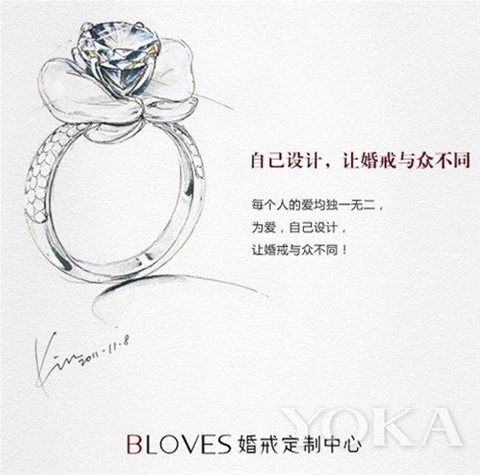 自己设计，让婚戒与众不同
每个人的爱均独一无二，
为爱，自己设计，
让婚戒与众不同！
2011-11-8
YOKA
BLOVES 婚戒定制中心